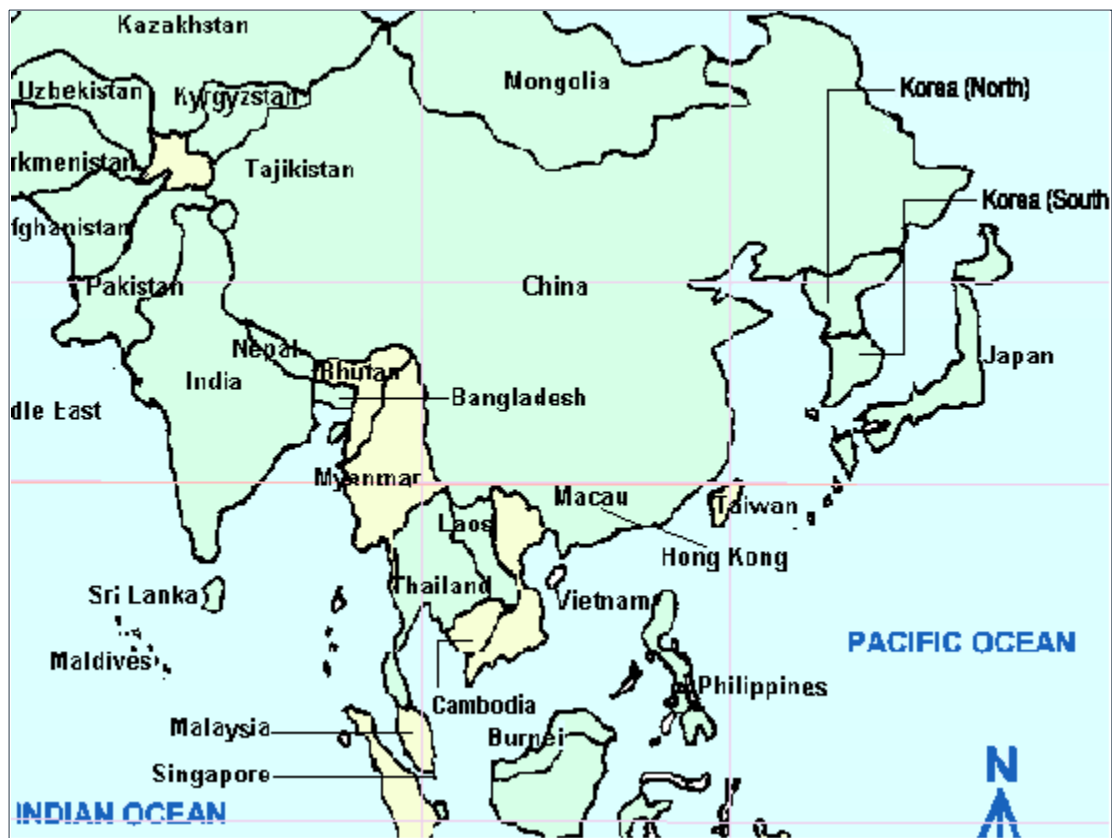 Kazakhstan
Mongolia
Uzbekistan
Kyrgyzstan
Korea (North)
rkmenistan
Tajikistan
Korea (South
fghanistan
Pakistan
China
Nepal
Japan
Bhutan
India
Bangladesh
dle East
Myanmar
Macau
Taiwan
Laos
Hong Kong
Thailand
Sri Lanka
Vietnam
PACIFIC OCEAN
Maldives
Philippines
Cambodia
Malaysia
Burnei
Singapore
N
INDIAN OCEAN